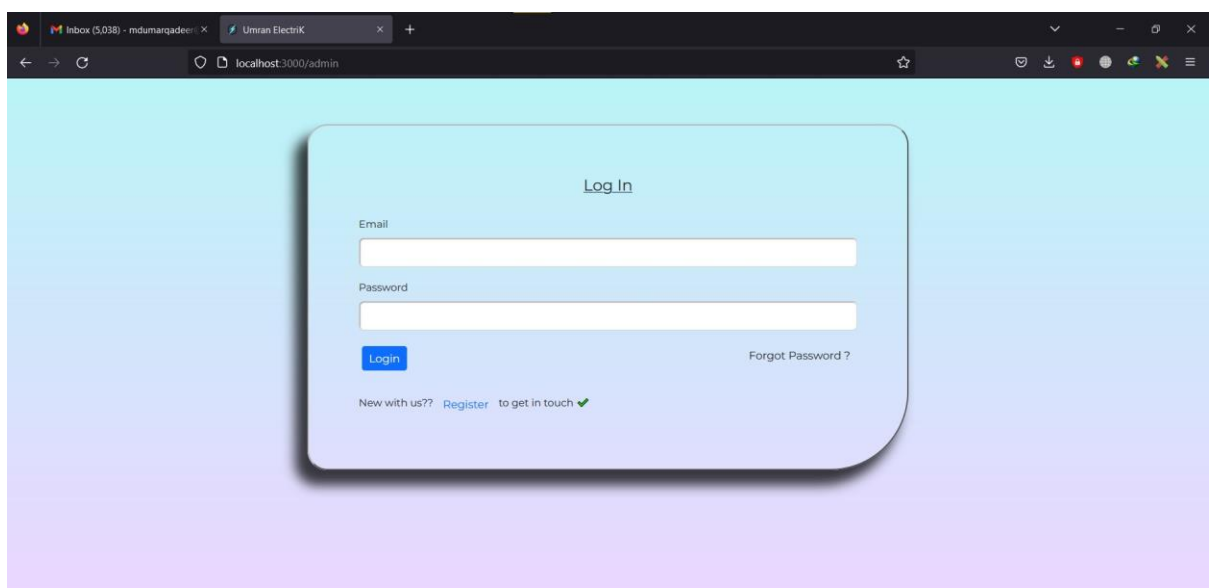 Inbox (5,038) - mdumarqadeer
Umran ElectriK
localhost:3000/admin
Log In
Email
Password
Login
Forgot Password ?
New with us?? Register to get in touch